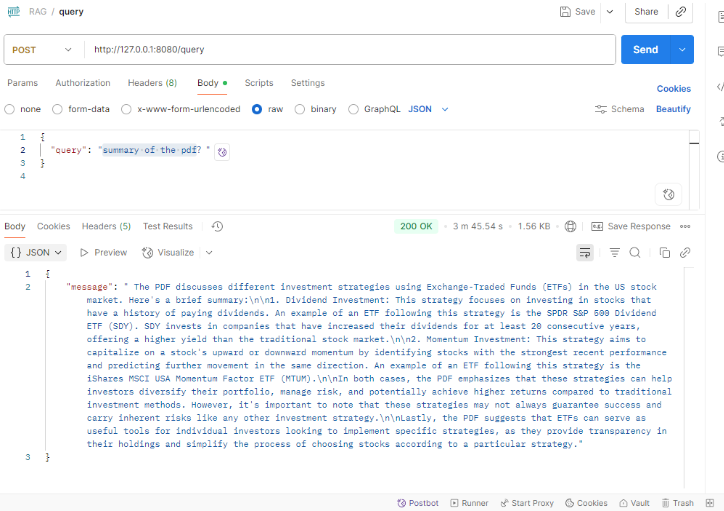 RAG / query
Save
Share
POST
http://127.0.0.1:8080/query
Send
Params Authorization Headers (8) Body Scripts Settings
Cookies
none form-data x-www-form-urlencoded raw binary GraphQL JSON
Schema Beautify
1 {
2 "query": "summary of the pdf? "
3 }
4
Body Cookies Headers (5) Test Results
200 OK 3 m 45.54 s 1.56 KB
e.g. Save Response
{} JSON Preview Visualize
1 {
2 "message": " The PDF discusses different investment strategies using Exchange-Traded Funds (ETFs) in the US stock
market. Here's a brief summary:\n\n1. Dividend Investment: This strategy focuses on investing in stocks that
have a history of paying dividends. An example of an ETF following this strategy is the SPDR S&P 500 Dividend
ETF (SDY). SDY invests in companies that have increased their dividends for at least 20 consecutive years,
offering a higher yield than the traditional stock market.\n\n2. Momentum Investment: This strategy aims to
capitalize on a stock's upward or downward momentum by identifying stocks with the strongest recent performance
and predicting further movement in the same direction. An example of an ETF following this strategy is the
iShares MSCI USA Momentum Factor ETF (MTUM).\n\nIn both cases, the PDF emphasizes that these strategies can help
investors diversify their portfolio, manage risk, and potentially achieve higher returns compared to traditional
investment methods. However, it's important to note that these strategies may not always guarantee success and
carry inherent risks like any other investment strategy.\n\nLastly, the PDF suggests that ETFs can serve as
useful tools for individual investors looking to implement specific strategies, as they provide transparency in
their holdings and simplify the process of choosing stocks according to a particular strategy."
3 }
Postbot Runner Start Proxy Cookies Vault Trash